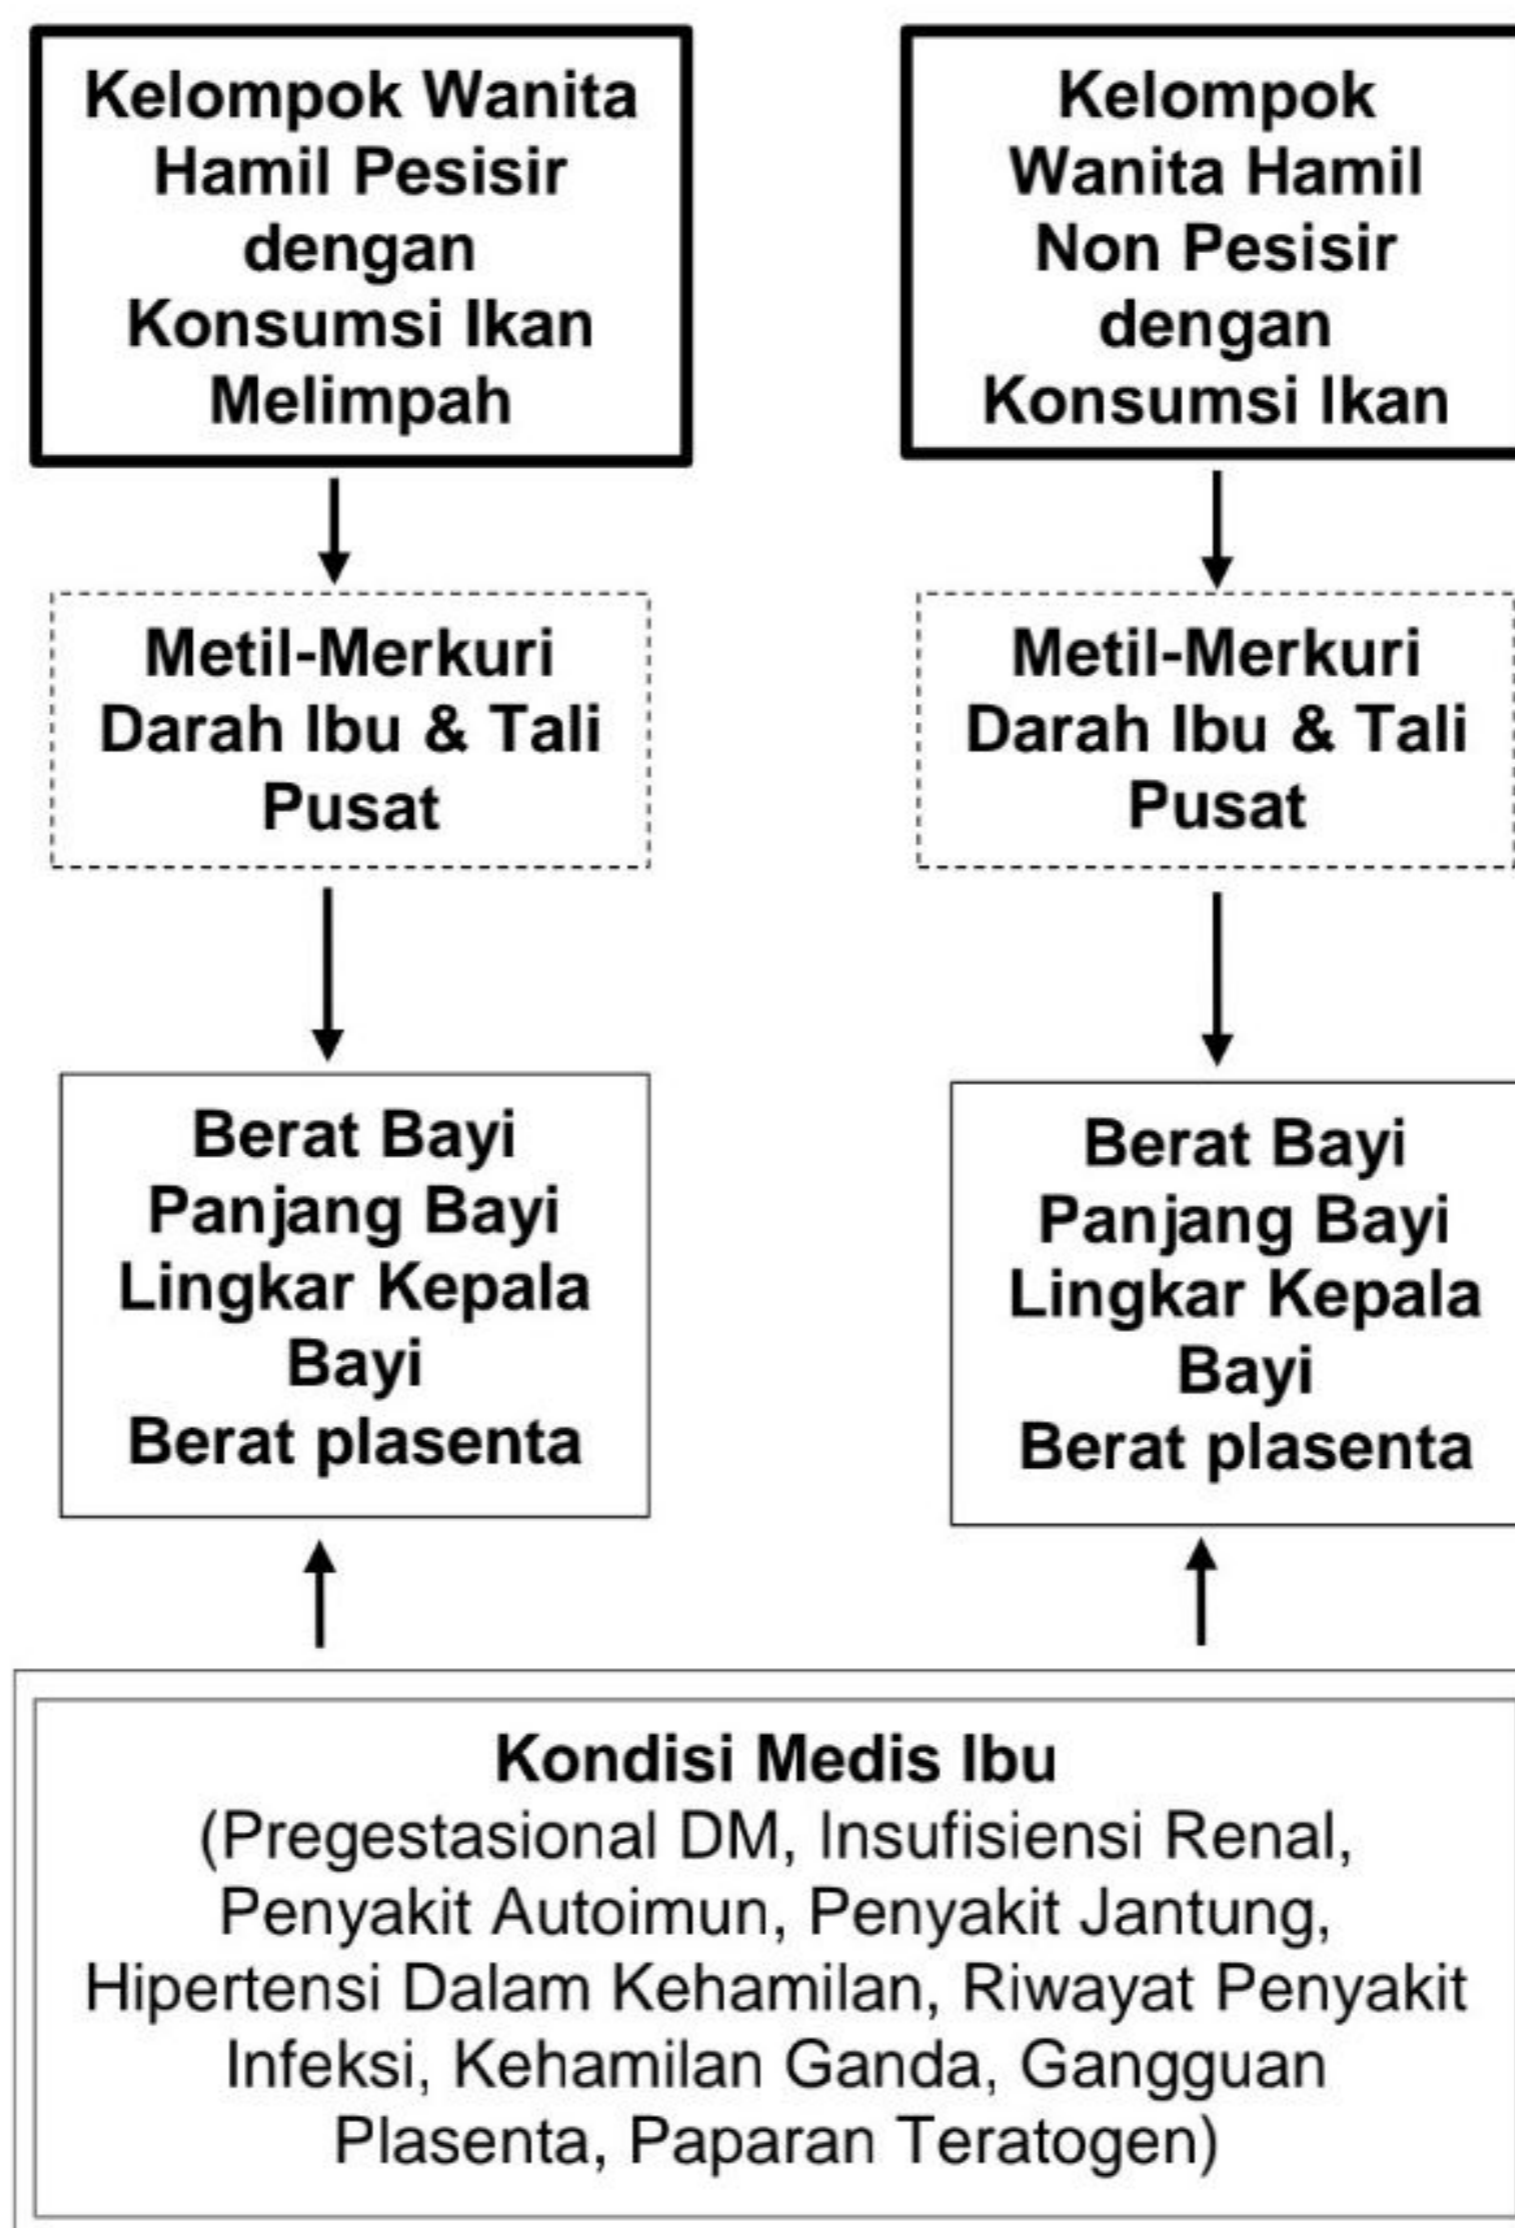 Kelompok Wanita
Hamil Pesisir
dengan
Konsumsi Ikan
Melimpah
Kelompok
Wanita Hamil
Non Pesisir
dengan
Konsumsi Ikan
Metil-Merkuri
Darah Ibu & Tali
Pusat
Metil-Merkuri
Darah Ibu & Tali
Pusat
Berat Bayi
Panjang Bayi
Lingkar Kepala
Bayi
Berat plasenta
Berat Bayi
Panjang Bayi
Lingkar Kepala
Bayi
Berat plasenta
Kondisi Medis Ibu
(Pregestasional DM, Insufisiensi Renal,
Penyakit Autoimun, Penyakit Jantung,
Hipertensi Dalam Kehamilan, Riwayat Penyakit
Infeksi, Kehamilan Ganda, Gangguan
Plasenta, Paparan Teratogen)